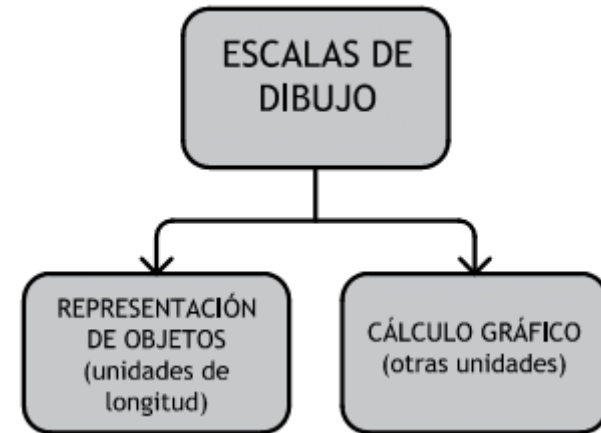 ESCALAS DE
DIBUJO
REPRESENTACIÓN
DE OBJETOS
(unidades de
longitud)
CÁLCULO GRÁFICO
(otras unidades)